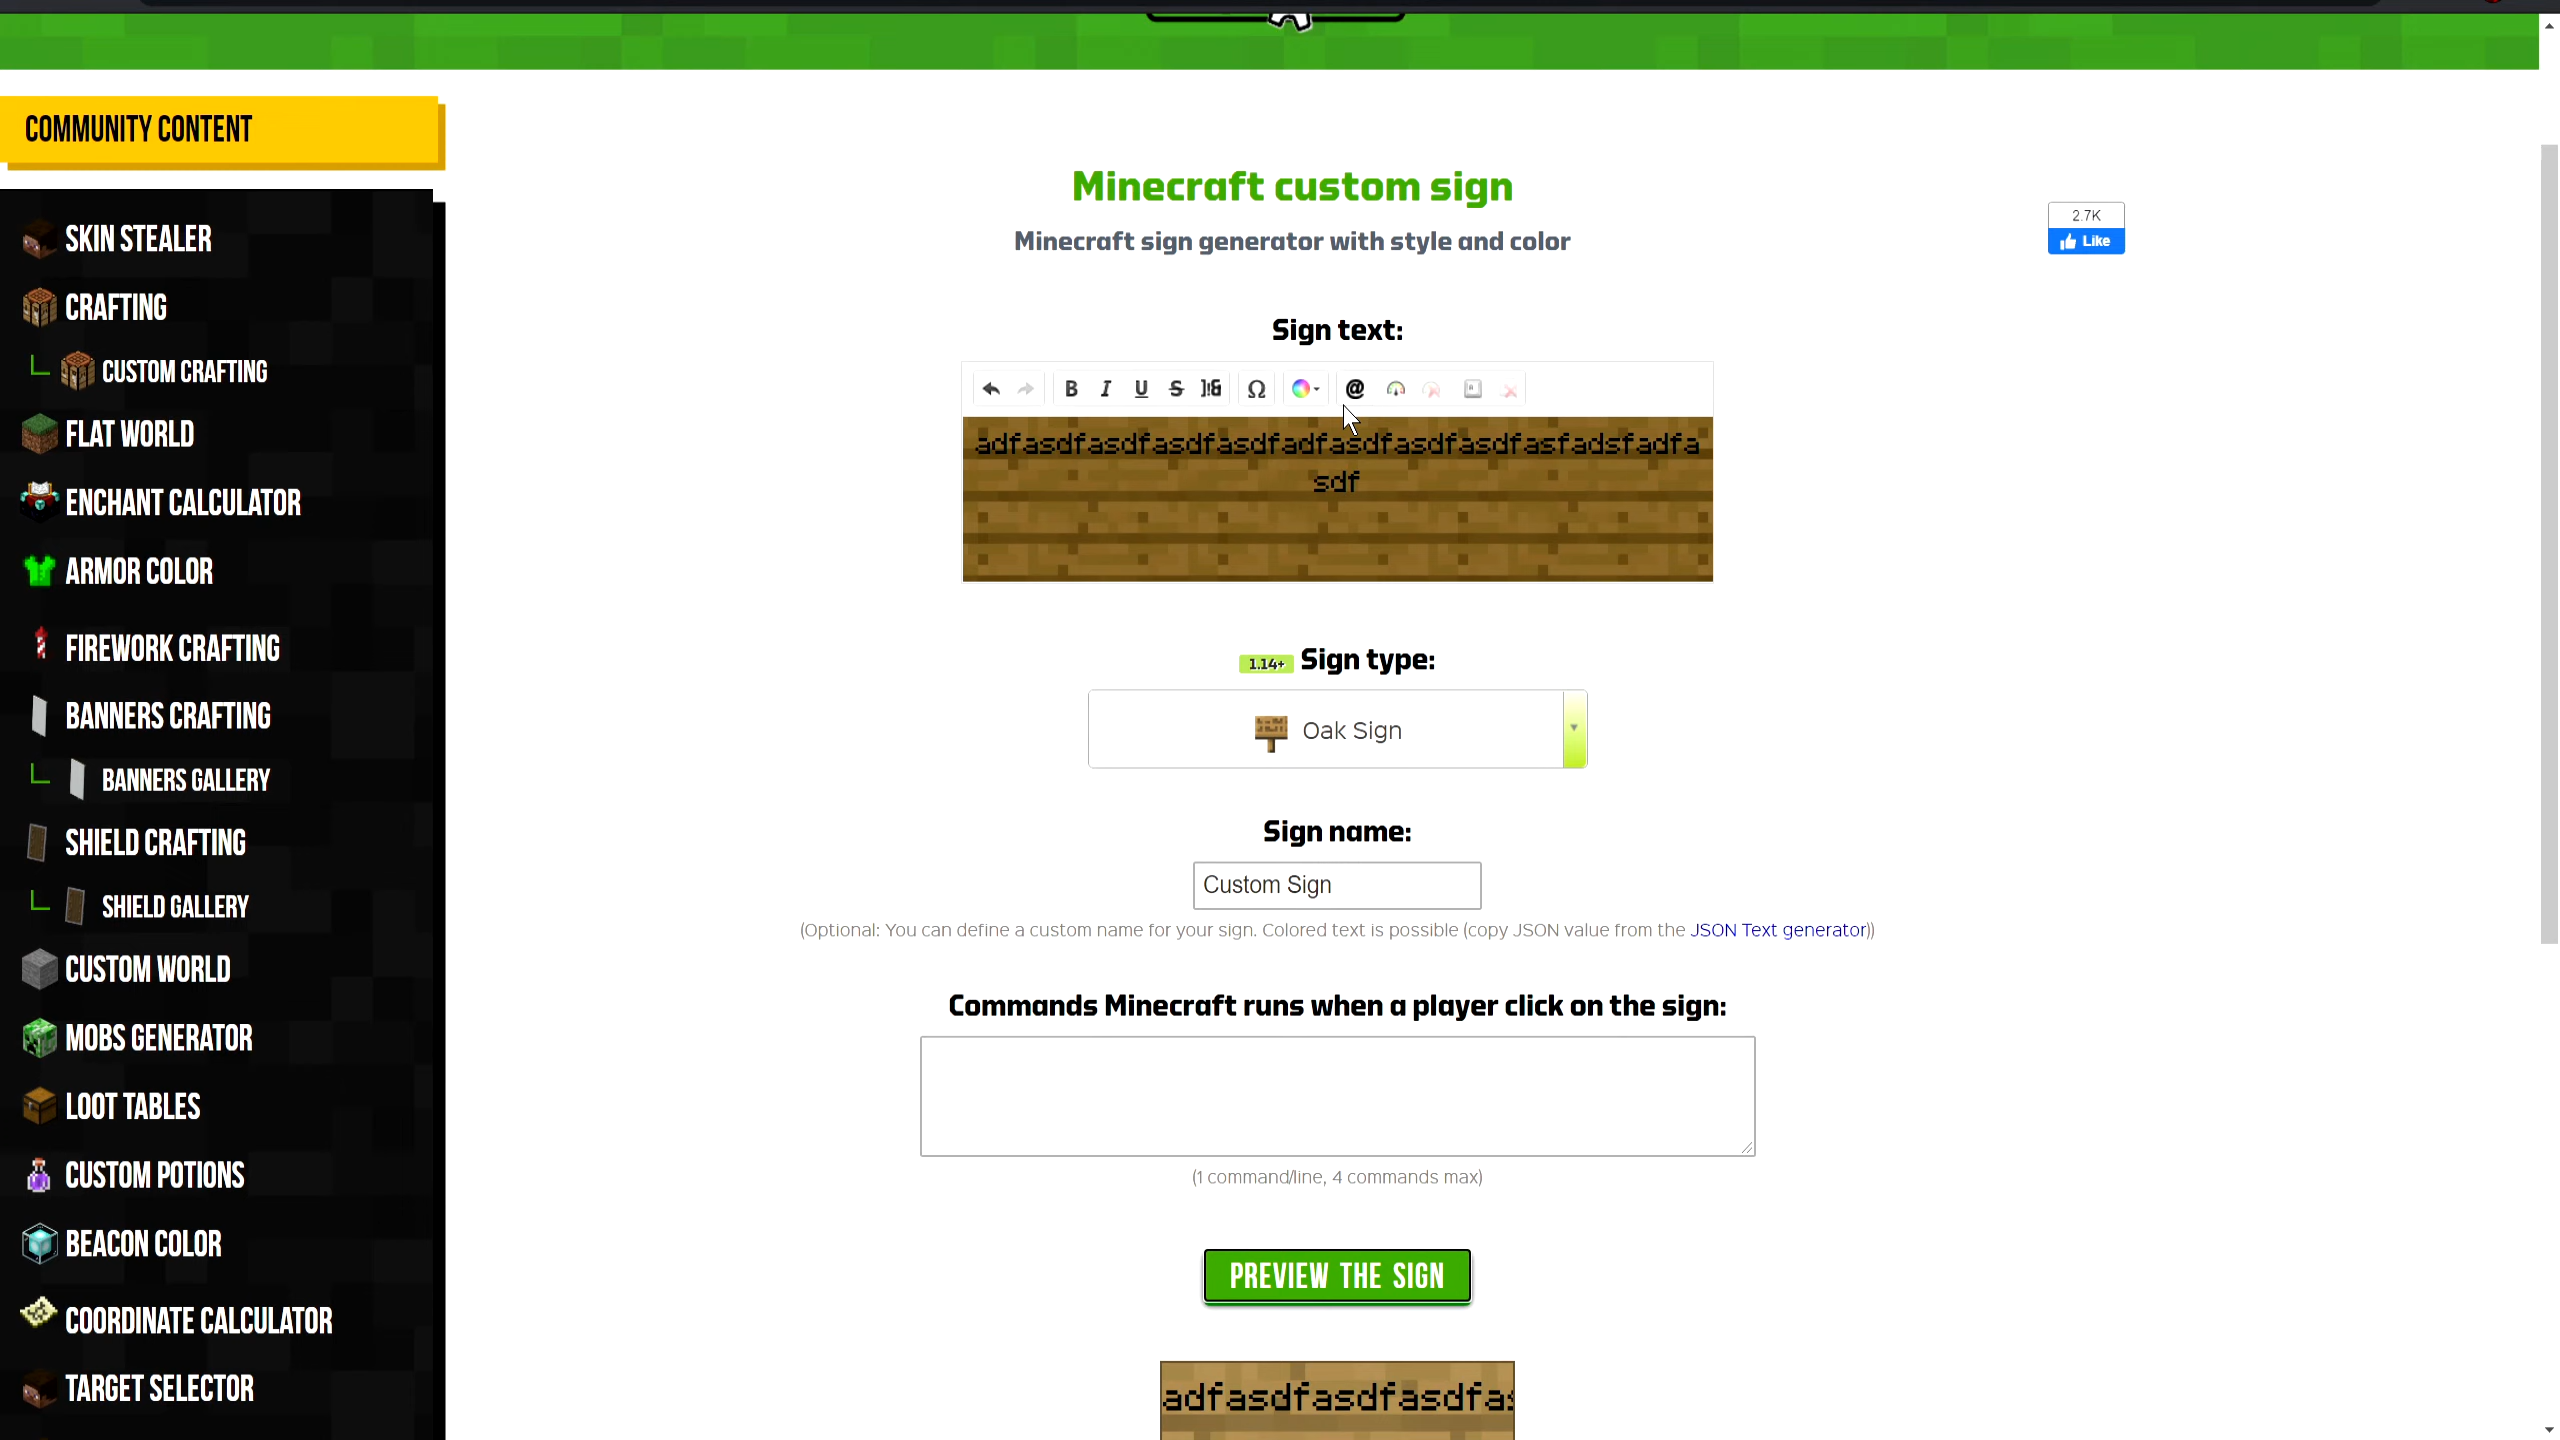 COMMUNITY CONTENT
SKIN STEALER
CRAFTING
CUSTOM CRAFTING
FLAT WORLD
ENCHANT CALCULATOR
ARMOR COLOR
FIREWORK CRAFTING
BANNERS CRAFTING
BANNERS GALLERY
SHIELD CRAFTING
SHIELD GALLERY
CUSTOM WORLD
MOBS GENERATOR
LOOT TABLES
CUSTOM POTIONS
BEACON COLOR
COORDINATE CALCULATOR
TARGET SELECTOR
Minecraft custom sign
Minecraft sign generator with style and color
2.7K
Like
Sign text:
B I U S Ω @
adfasdfasdfasdfasdfadfasdfasdfasdfasfadsfadfa
sdf
1.14+ Sign type:
Oak Sign
Sign name:
Custom Sign
(Optional: You can define a custom name for your sign. Colored text is possible (copy JSON value from the JSON Text generator))
Commands Minecraft runs when a player click on the sign:
(1 command/line, 4 commands max)
PREVIEW THE SIGN
adfasdfasdfasdfas